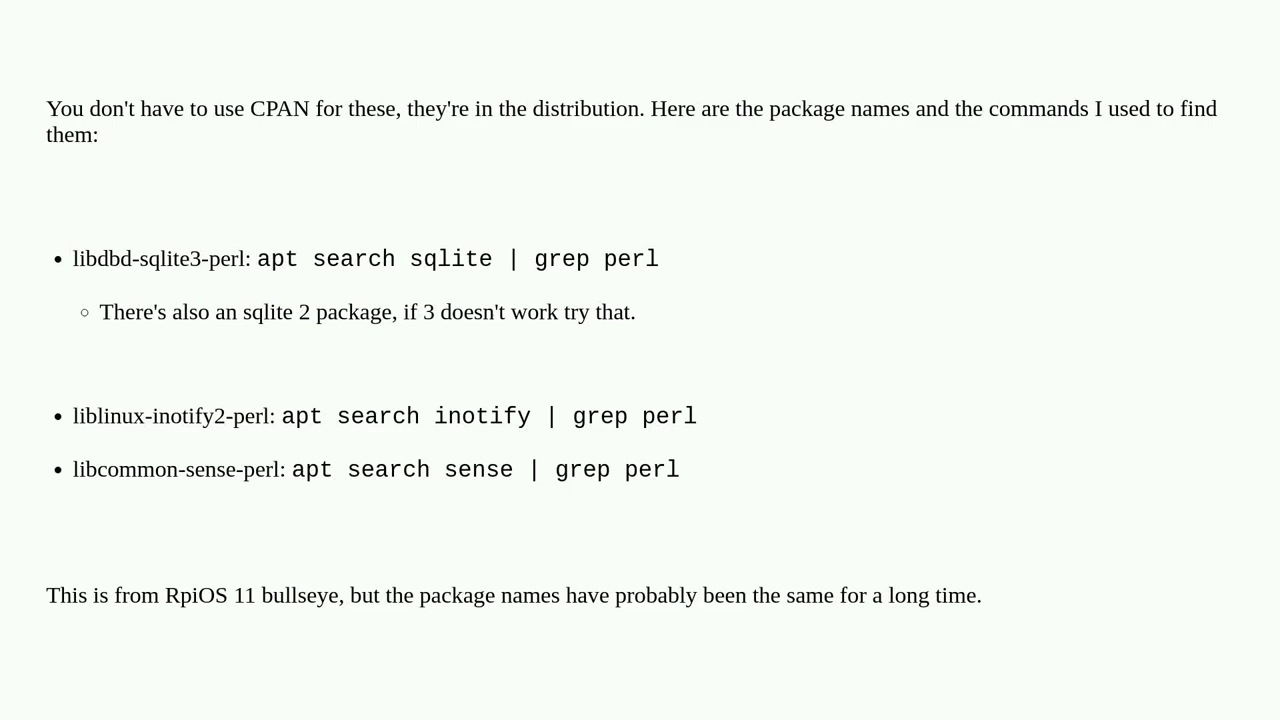 You don't have to use CPAN for these, they're in the distribution. Here are the package names and the commands I used to find
them:
• libdbd-sqlite3-perl: apt search sqlite | grep perl
◦ There's also an sqlite 2 package, if 3 doesn't work try that.
• liblinux-inotify2-perl: apt search inotify | grep perl
• libcommon-sense-perl: apt search sense | grep perl
This is from RpiOS 11 bullseye, but the package names have probably been the same for a long time.